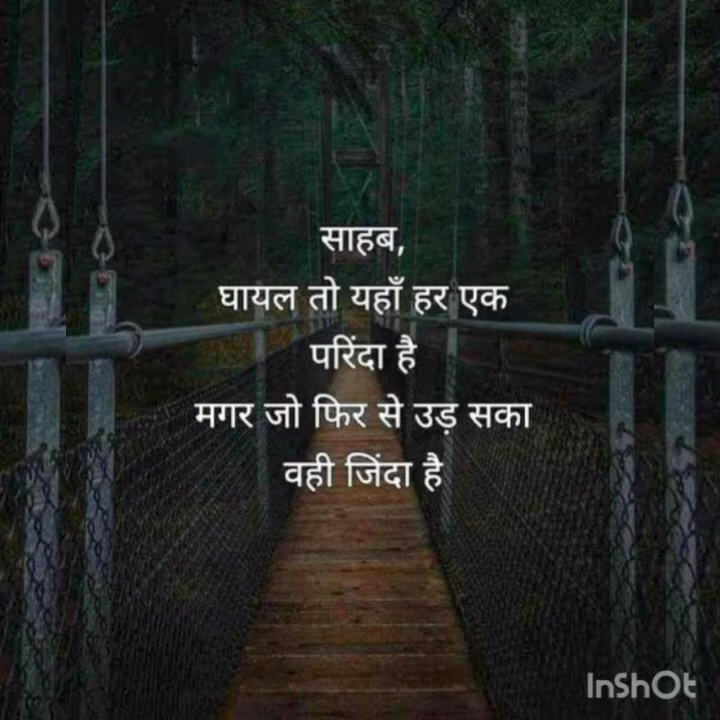 साहब,
घायल तो यहाँ हर एक
परिंदा है
मगर जो फिर से उड़ सका
वही जिंदा है
InShOt